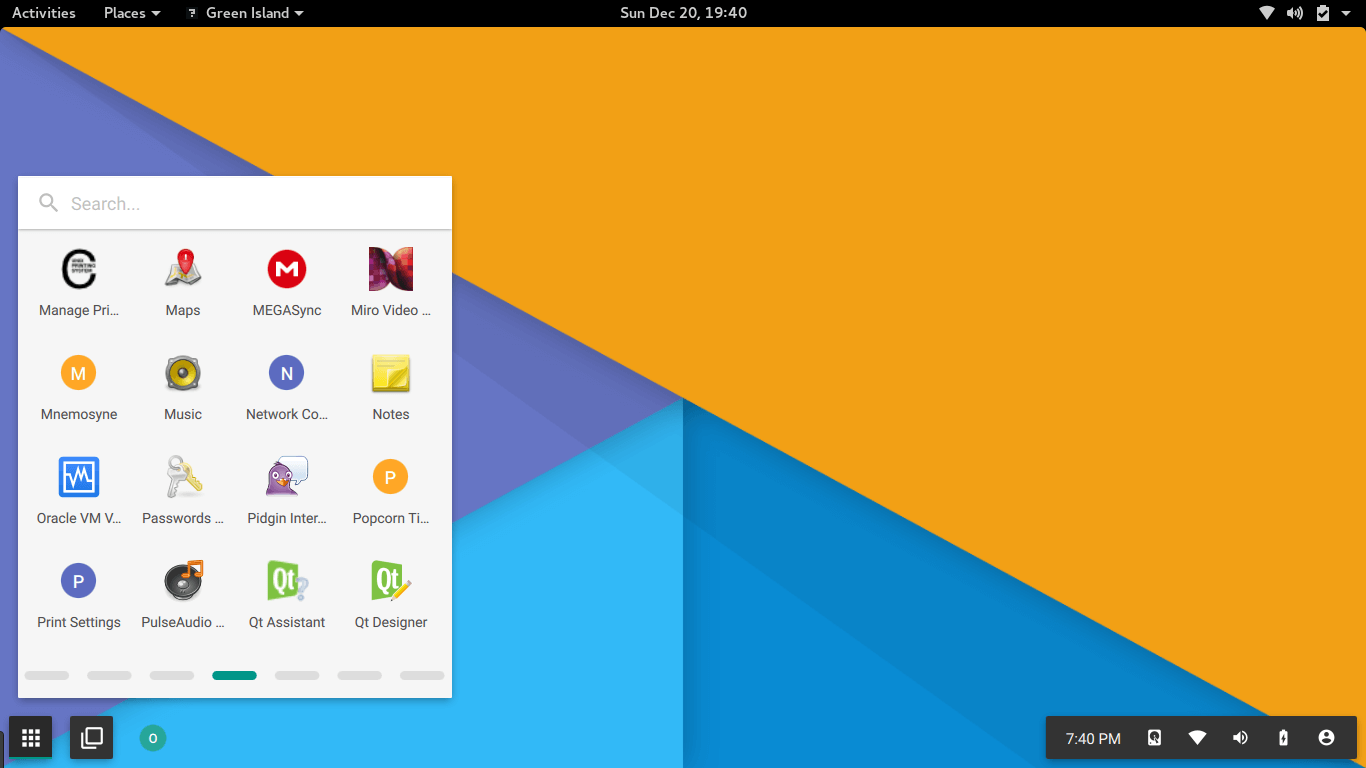 Activities Places Green Island Sun Dec 20, 19:40
Search...
Manage Pri... Maps MEGASync Miro Video ...
M N
Mnemosyne Music Network Co... Notes
P
Oracle VM V... Passwords ... Pidgin Inter... Popcorn Ti...
P Qt Qt
Print Settings PulseAudio ... Qt Assistant Qt Designer
O 7:40 PM